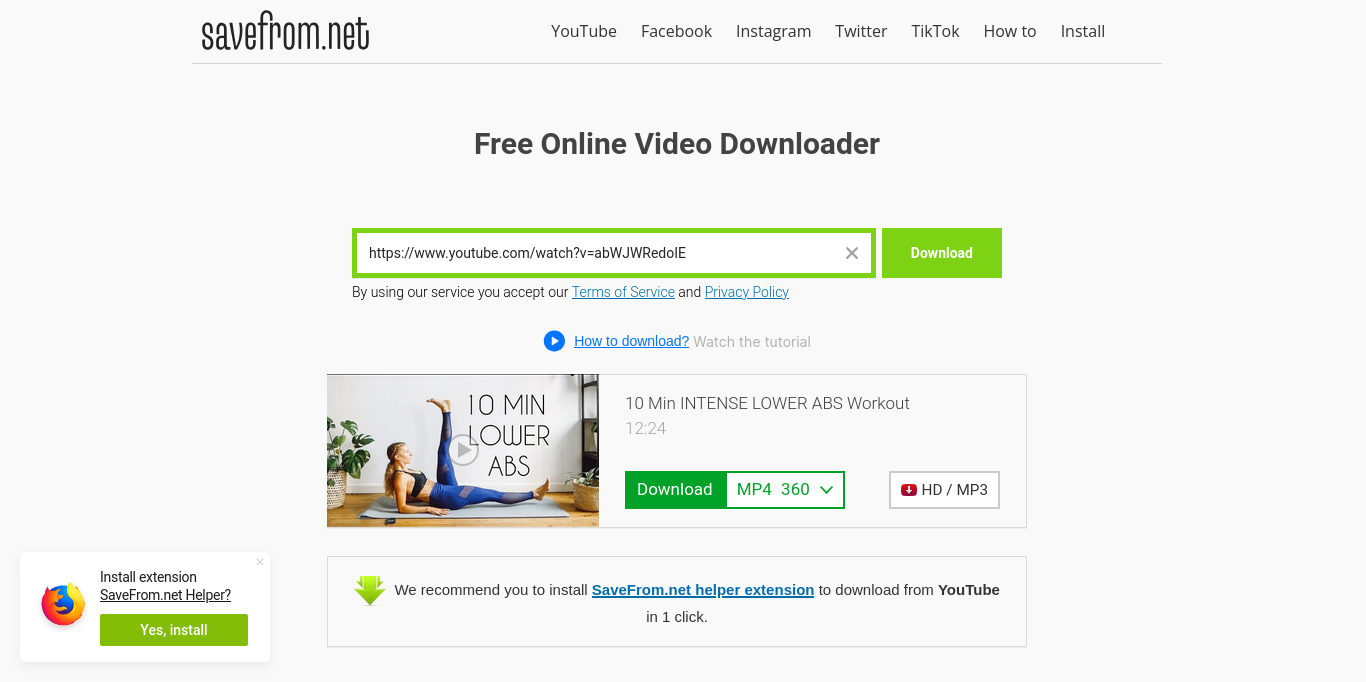 savefrom.net
YouTube Facebook Instagram Twitter TikTok How to Install
Free Online Video Downloader
https://www.youtube.com/watch?v=abWJWRedoIE
Download
By using our service you accept our Terms of Service and Privacy Policy
How to download? Watch the tutorial
10 MIN
LOWER
ABS
10 Min INTENSE LOWER ABS Workout
12:24
Download MP4 360
HD / MP3
We recommend you to install SaveFrom.net helper extension to download from YouTube
in 1 click.
Install extension
SaveFrom.net Helper?
Yes, install